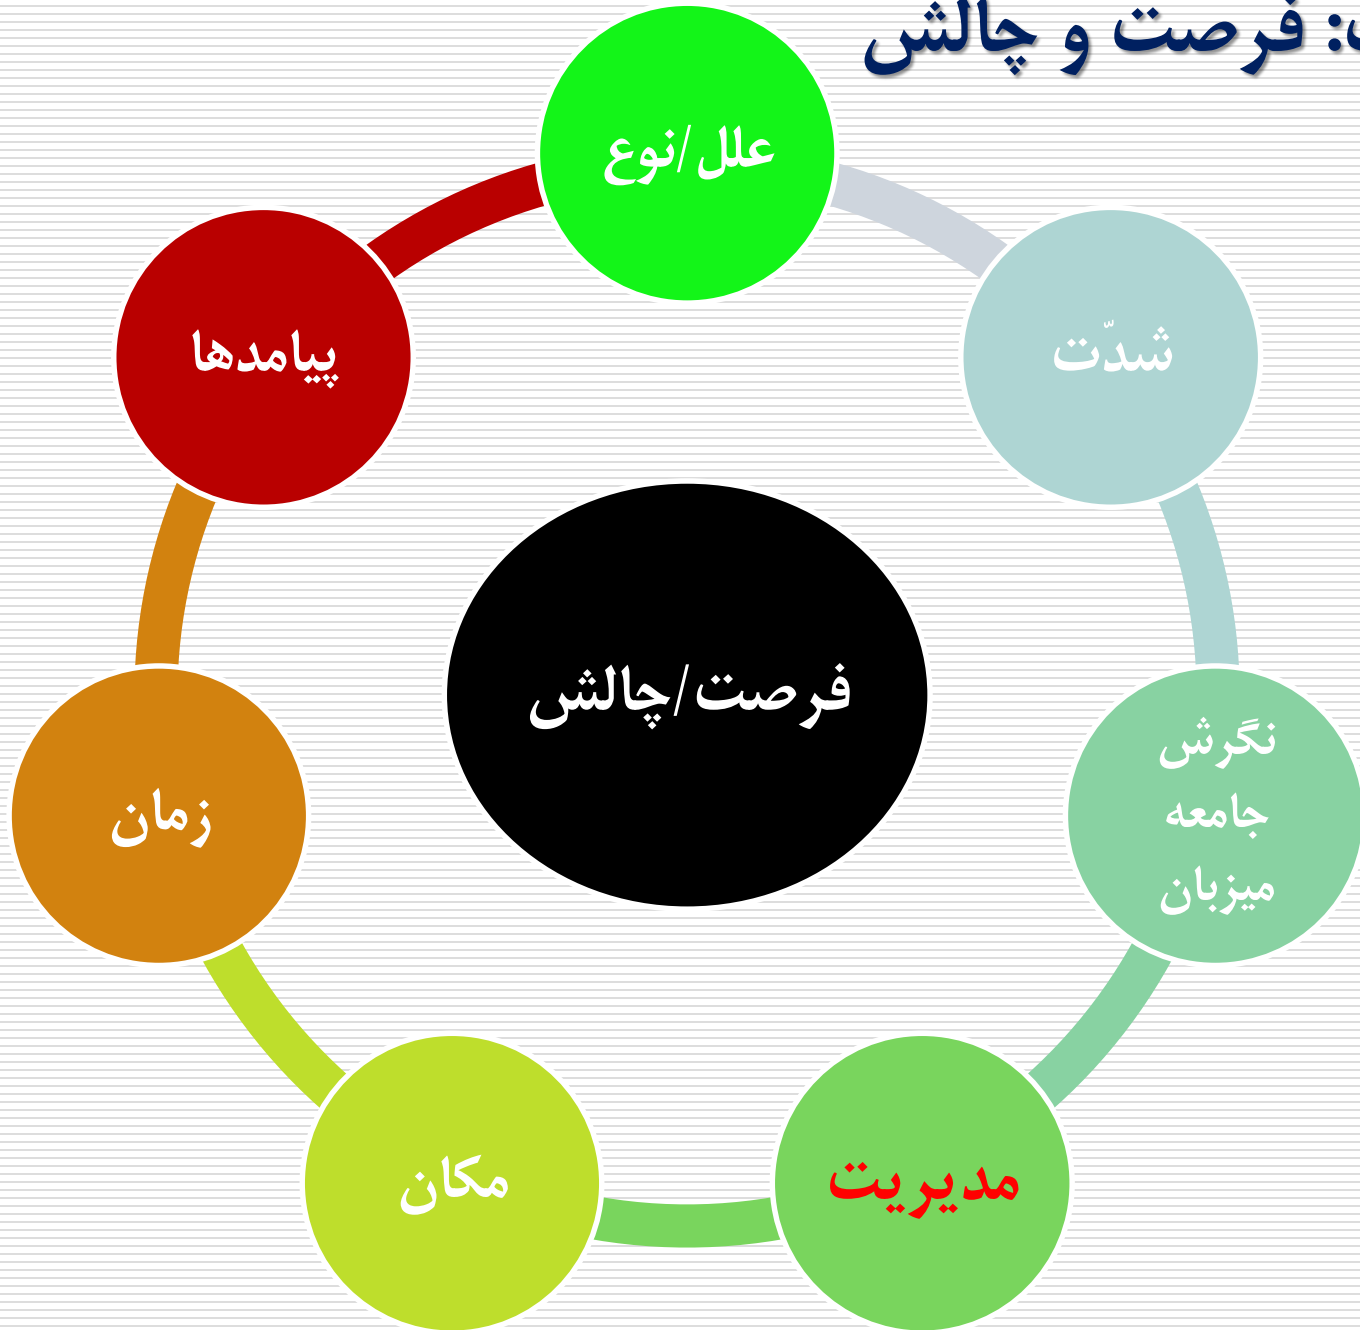 : فرصت و چالش
علل/نوع
شدّت
نگرش
جامعه
میزبان
مدیریت
مکان
زمان
پیامدها
فرصت/چالش